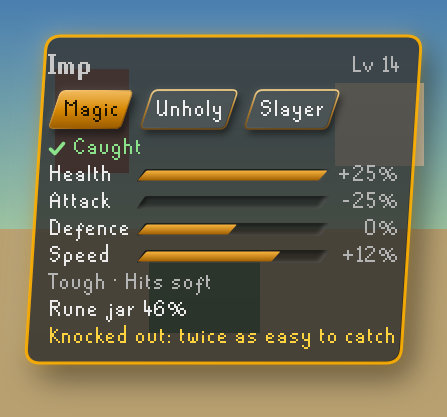 Imp Lv 14
Magic Unholy Slayer
✓ Caught
Health +25%
Attack -25%
Defence 0%
Speed +12%
Tough · Hits soft
Rune jar 46%
Knocked out: twice as easy to catch